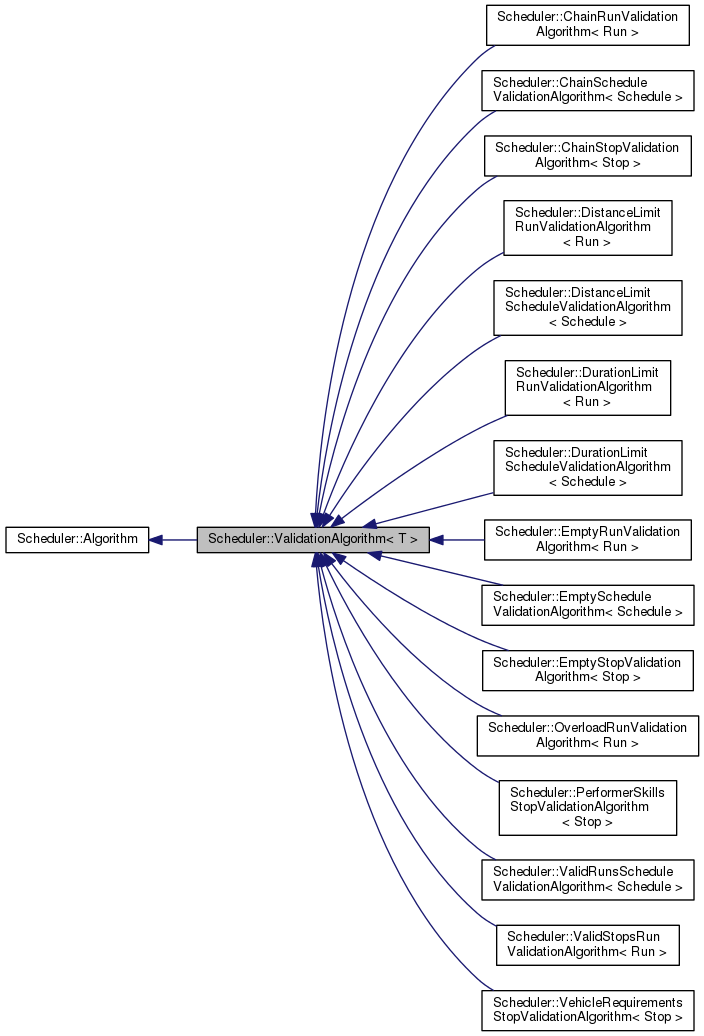 Scheduler::ChainRunValidation
Algorithm< Run >
Scheduler::ChainSchedule
ValidationAlgorithm< Schedule >
Scheduler::ChainStopValidation
Algorithm< Stop >
Scheduler::DistanceLimit
RunValidationAlgorithm
< Run >
Scheduler::DistanceLimit
ScheduleValidationAlgorithm
< Schedule >
Scheduler::DurationLimit
RunValidationAlgorithm
< Run >
Scheduler::DurationLimit
ScheduleValidationAlgorithm
< Schedule >
Scheduler::Algorithm
Scheduler::ValidationAlgorithm< T >
Scheduler::EmptyRunValidation
Algorithm< Run >
Scheduler::EmptySchedule
ValidationAlgorithm< Schedule >
Scheduler::EmptyStopValidation
Algorithm< Stop >
Scheduler::OverloadRunValidation
Algorithm< Run >
Scheduler::PerformerSkills
StopValidationAlgorithm
< Stop >
Scheduler::ValidRunsSchedule
ValidationAlgorithm< Schedule >
Scheduler::ValidStopsRun
ValidationAlgorithm< Run >
Scheduler::VehicleRequirements
StopValidationAlgorithm< Stop >